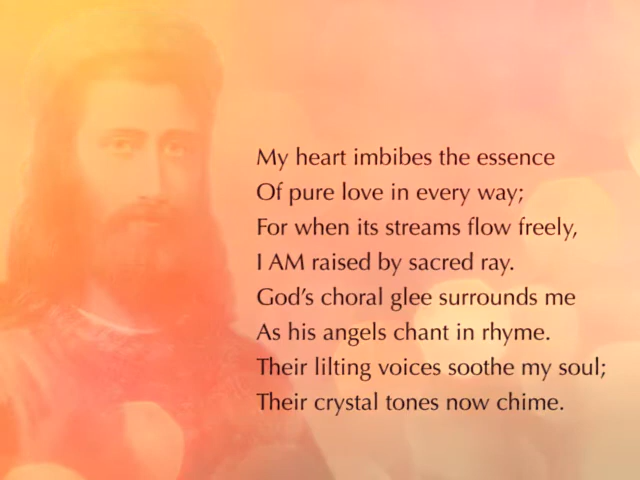 My heart imbibes the essence
Of pure love in every way;
For when its streams flow freely,
I AM raised by sacred ray.
God’s choral glee surrounds me
As his angels chant in rhyme.
Their lilting voices soothe my soul;
Their crystal tones now chime.